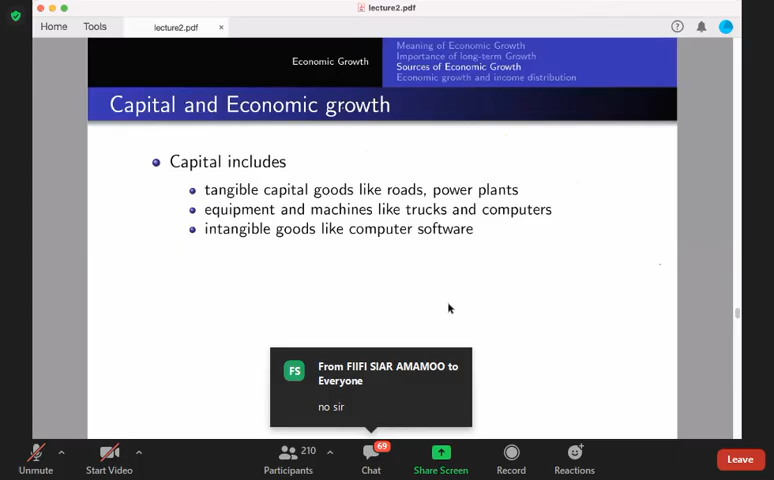 lecture2.pdf
Home
Tools
lecture2.pdf
×
Economic Growth
Meaning of Economic Growth
Importance of long-term Growth
Sources of Economic Growth
Economic growth and income distribution
Capital and Economic growth
Capital includes
tangible capital goods like roads, power plants
equipment and machines like trucks and computers
intangible goods like computer software
FS
From FIIFI SIAR AMAMOO to
Everyone
no sir
Unmute
Start Video
210
Participants
69
Chat
Share Screen
Record
Reactions
Leave